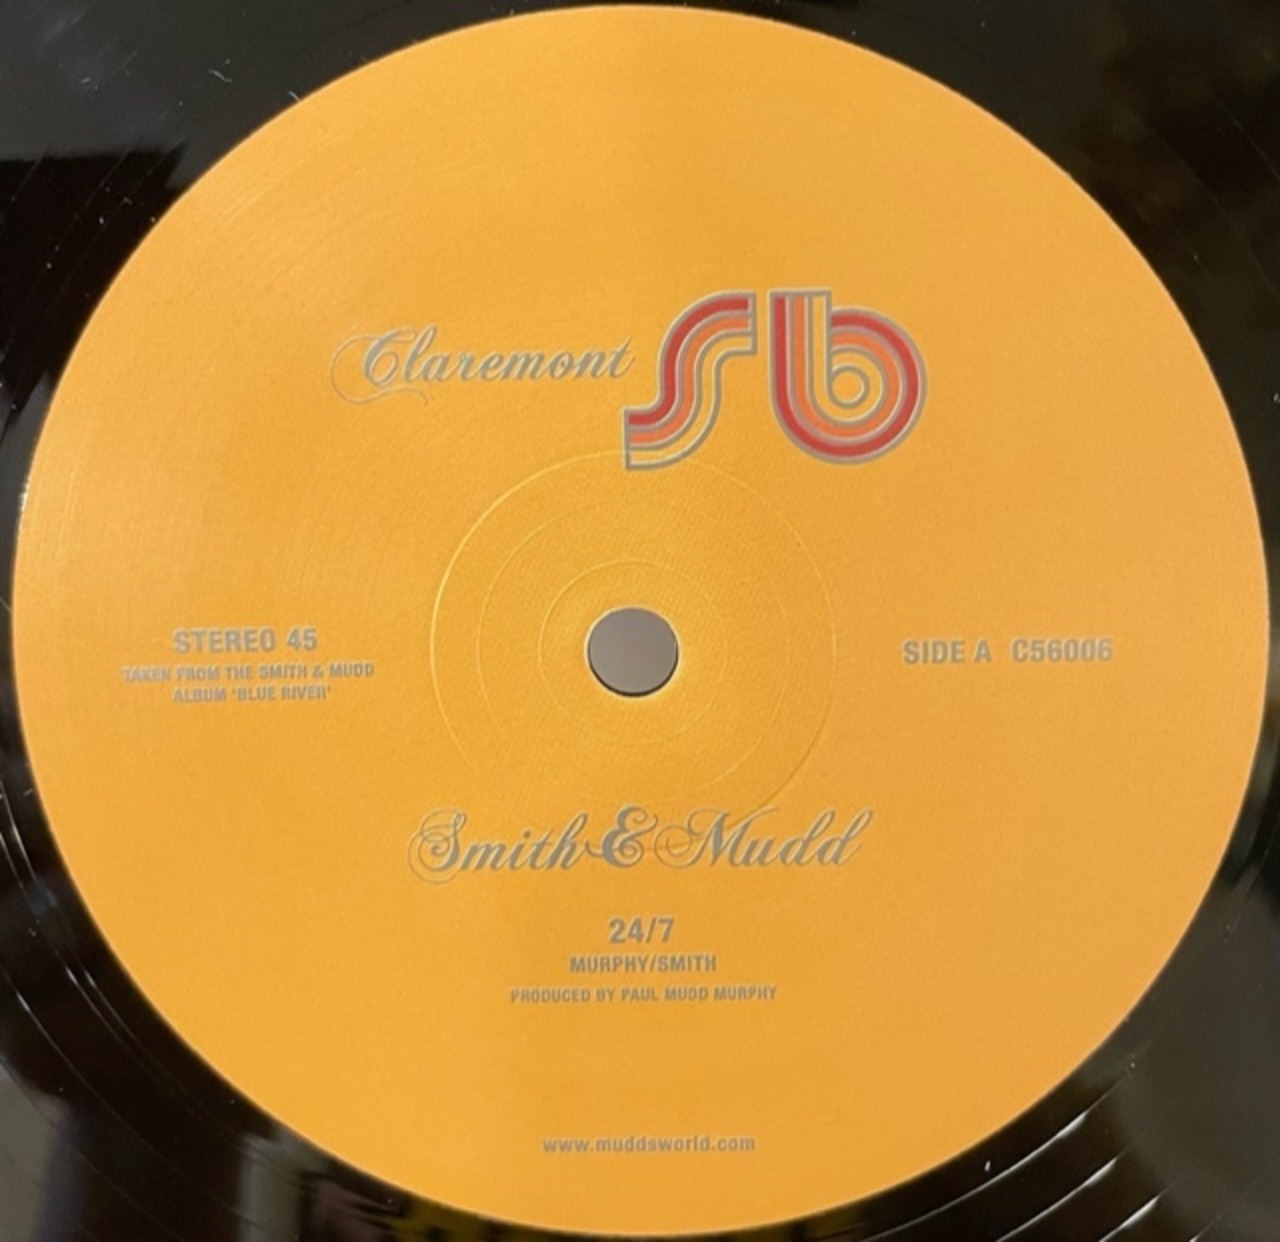 Claremont 56
STEREO 45
TAKEN FROM THE SMITH & MUDD
ALBUM 'BLUE RIVER'
SIDE A C56006
Smith & Mudd
24/7
MURPHY/SMITH
PRODUCED BY PAUL MUDD MURPHY
www.muddsworld.com